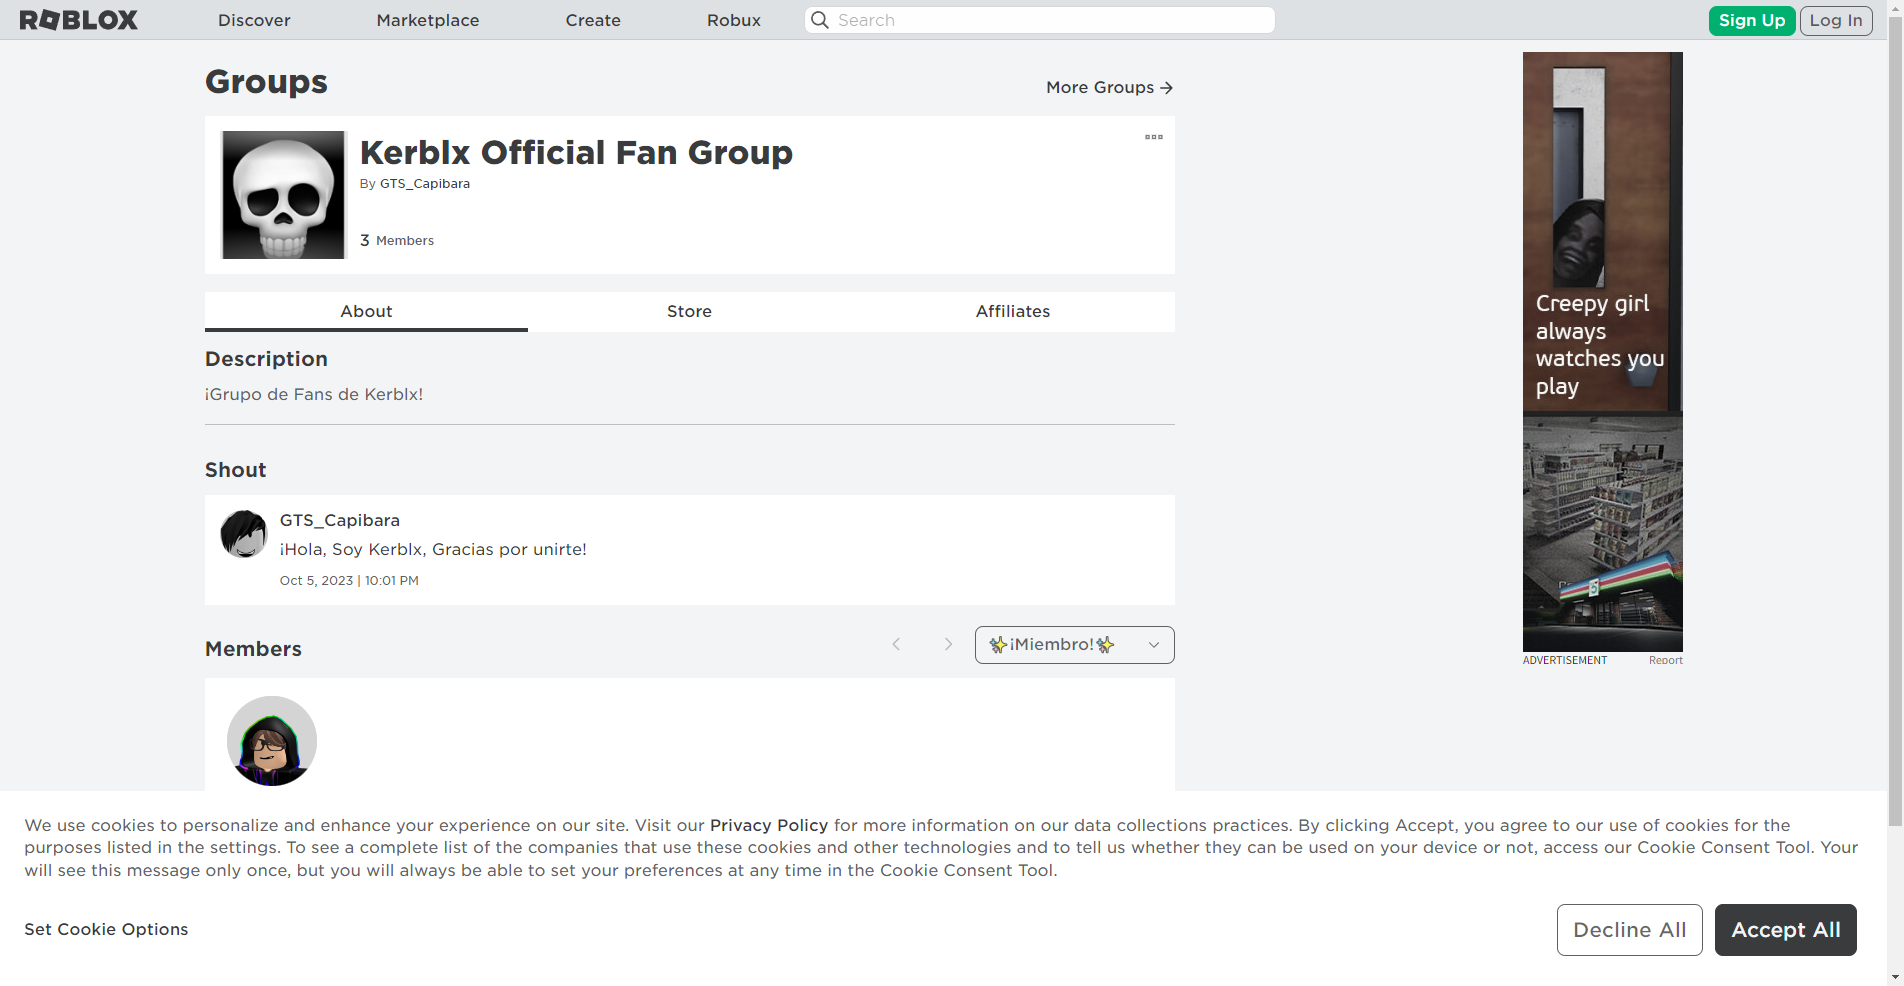 ROBLOX
Discover
Marketplace
Create
Robux
Search
Sign Up
Log In
Groups
More Groups
Kerblx Official Fan Group
By GTS_Capibara
3 Members
About
Store
Affiliates
Description
¡Grupo de Fans de Kerblx!
Shout
GTS_Capibara
¡Hola, Soy Kerblx, Gracias por unirte!
Oct 5, 2023 | 10:01 PM
Members
✨¡Miembro!✨
Creepy girl
always
watches you
play
ADVERTISEMENT
Report
We use cookies to personalize and enhance your experience on our site. Visit our Privacy Policy for more information on our data collections practices. By clicking Accept, you agree to our use of cookies for the
purposes listed in the settings. To see a complete list of the companies that use these cookies and other technologies and to tell us whether they can be used on your device or not, access our Cookie Consent Tool. Your
will see this message only once, but you will always be able to set your preferences at any time in the Cookie Consent Tool.
Set Cookie Options
Decline All
Accept All